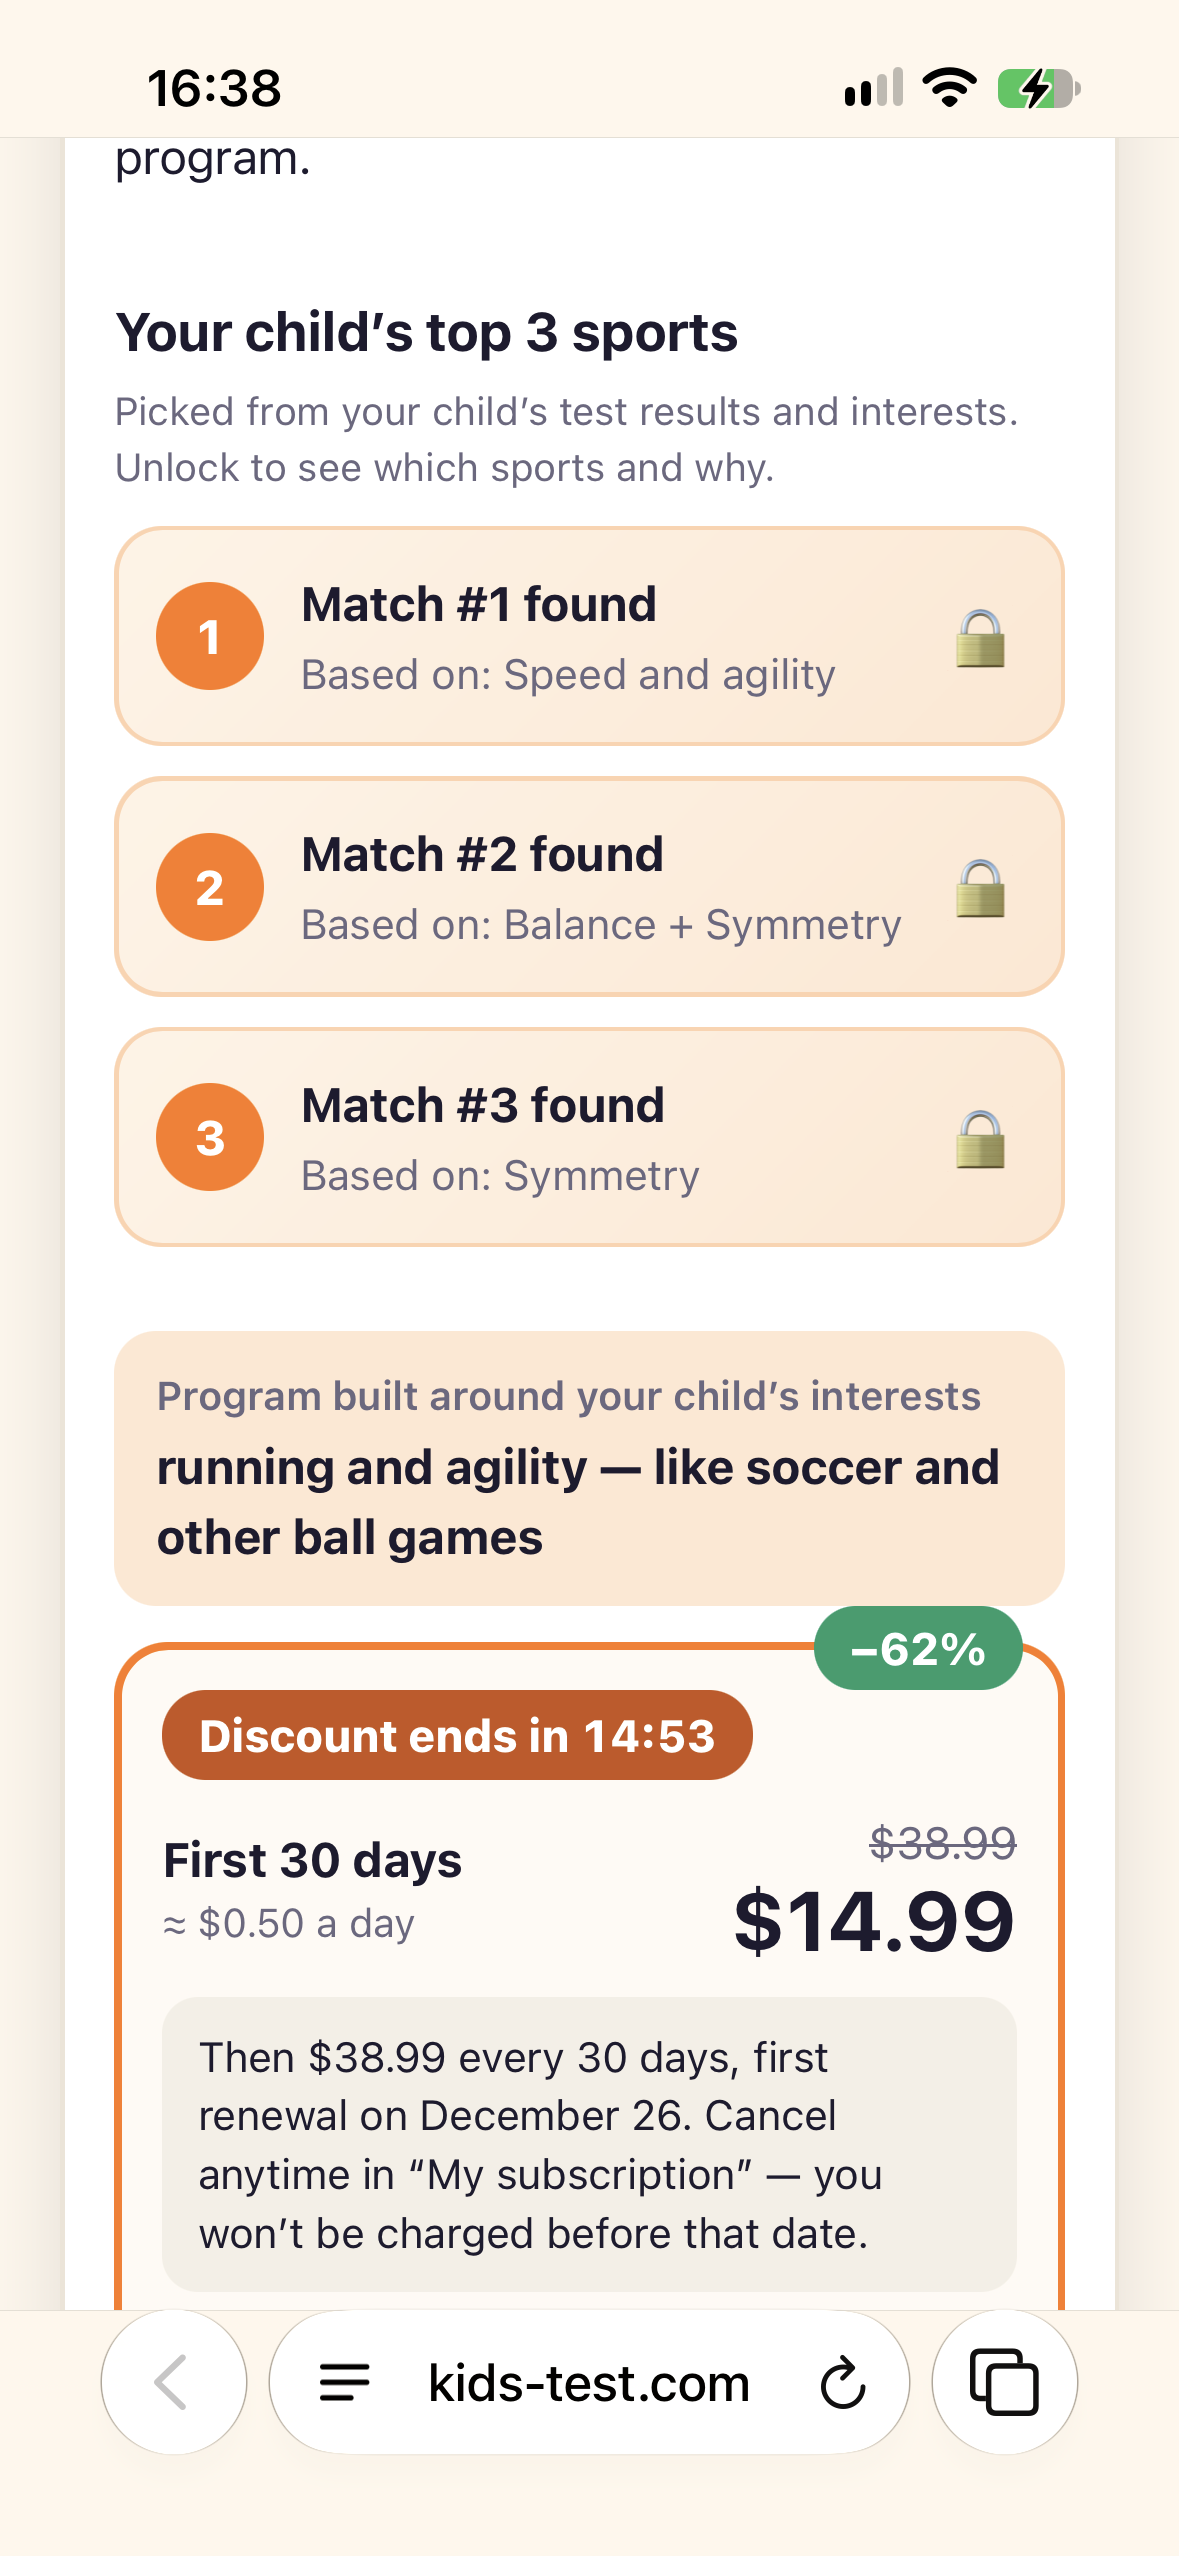 16:38
program.
Your child’s top 3 sports
Picked from your child’s test results and interests.
Unlock to see which sports and why.
1
Match #1 found
Based on: Speed and agility
2
Match #2 found
Based on: Balance + Symmetry
3
Match #3 found
Based on: Symmetry
Program built around your child’s interests
running and agility — like soccer and
other ball games
–62%
Discount ends in 14:53
$38.99
First 30 days
$14.99
≈ $0.50 a day
Then $38.99 every 30 days, first
renewal on December 26. Cancel
anytime in “My subscription” — you
won’t be charged before that date.
kids-test.com